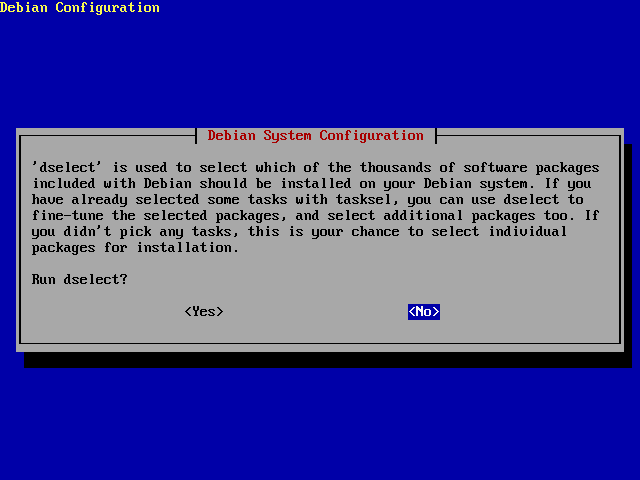 Debian Configuration
Debian System Configuration
'dselect' is used to select which of the thousands of software packages
included with Debian should be installed on your Debian system. If you
have already selected some tasks with tasksel, you can use dselect to
fine-tune the selected packages, and select additional packages too. If
you didn't pick any tasks, this is your chance to select individual
packages for installation.
Run dselect?
<Yes> <No>